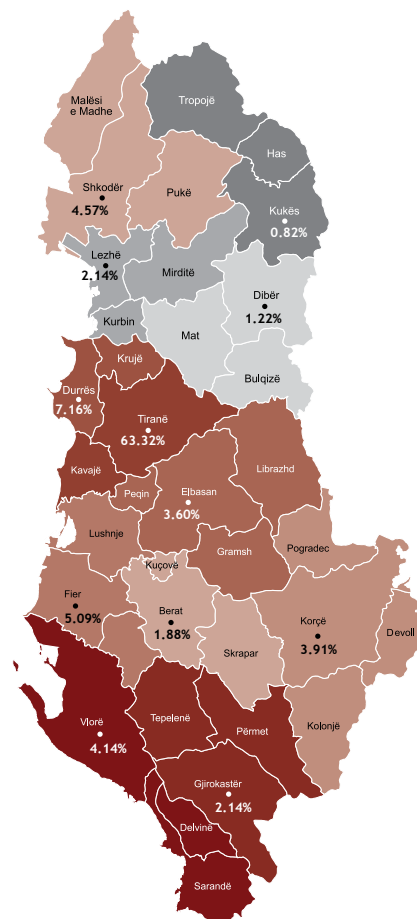 Malësi
e Madhe
Tropojë
Has
Shkodër
4.57%
Pukë
Kukës
0.82%
Lezhë
2.14%
Mirditë
Dibër
1.22%
Kurbin
Mat
Krujë
Bulqizë
Durrës
7.16%
Tiranë
63.32%
Kavajë
Librazhd
Peqin
Elbasan
3.60%
Lushnje
Gramsh
Pogradec
Kuçovë
Fier
5.09%
Berat
1.88%
Korçë
3.91%
Devoll
Skrapar
Vlorë
4.14%
Tepelenë
Përmet
Kolonjë
Gjirokastër
2.14%
Delvinë
Sarandë